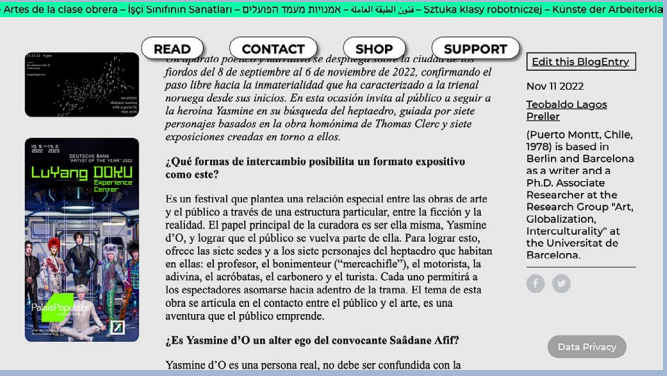 Artes de la clase obrera – İşçi Sınıfının Sanatları – אמנויות מעמד הפועלים – فنون الطبقة العاملة – Sztuka klasy robotniczej – Künste der Arbeiterkla
READ
CONTACT
SHOP
SUPPORT
Un aparato poético y narrativo se despliega sobre la ciudad de los
fiordos del 8 de septiembre al 6 de noviembre de 2022, confirmando el
paso libre hacia la inmaterialidad que ha caracterizado a la trienal
noruega desde sus inicios. En esta ocasión invita al público a seguir a
la heroína Yasmine en su búsqueda del heptaedro, guiada por siete
personajes basados en la obra homónima de Thomas Clerc y siete
exposiciones creadas en torno a ellos.
¿Qué formas de intercambio posibilita un formato expositivo
como este?
Es un festival que plantea una relación especial entre las obras de arte
y el público a través de una estructura particular, entre la ficción y la
realidad. El papel principal de la curadora es ser ella misma, Yasmine
d’O, y lograr que el público se vuelva parte de ella. Para lograr esto,
ofrece las siete sedes y a los siete personajes del heptaedro que habitan
en ellas: el profesor, el bonimenteur (“mercachifle”), el motorista, la
adivina, el acróbatas, el carbonero y el turista. Cada uno permitirá a
los espectadores asomarse hacia adentro de la trama. El tema de esta
obra se articula en el contacto entre el público y el arte, es una
aventura que el público emprende.
¿Es Yasmine d’O un alter ego del convocante Saâdane Afif?
Yasmine d’O es una persona real, no debe ser confundida con la
Edit this BlogEntry
Nov 11 2022
Teobaldo Lagos
Preller
(Puerto Montt, Chile,
1978) is based in
Berlin and Barcelona
as a writer and a
Ph.D. Associate
Researcher at the
Research Group "Art,
Globalization,
Interculturality" at
the Universitat de
Barcelona.
Data Privacy
10. 9. – 13. 2.
2022 2023
DEUTSCHE BANK
"ARTIST OF THE YEAR" 2022
LuYang DOKU
Experience
Center
PalaisPopulaire